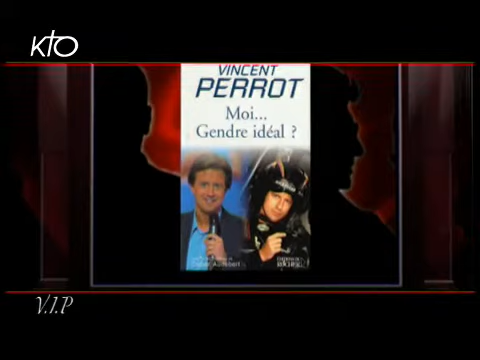 KTO
VINCENT
PERROT
Moi...
Gendre idéal ?
V.I.P